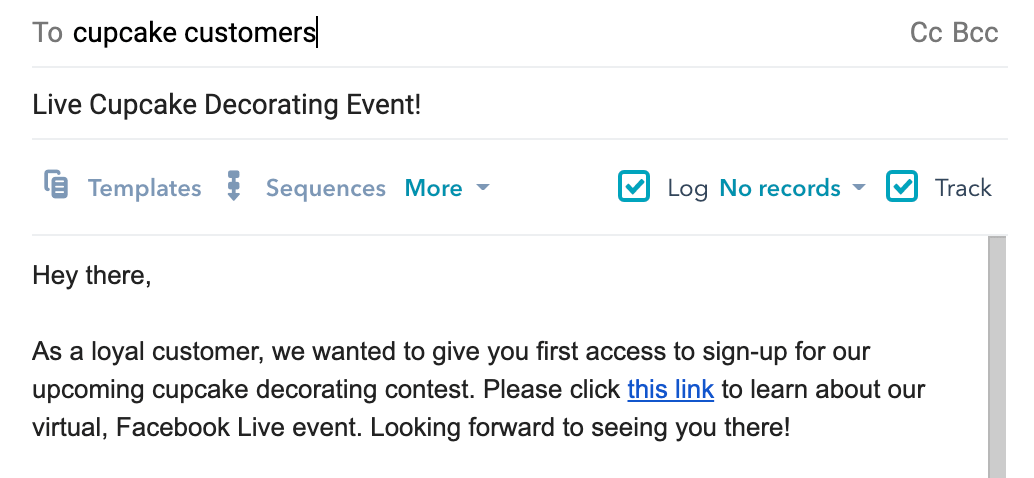 To cupcake customers Cc Bcc
Live Cupcake Decorating Event!
Templates Sequences More Log No records Track
Hey there,
As a loyal customer, we wanted to give you first access to sign-up for our
upcoming cupcake decorating contest. Please click this link to learn about our
virtual, Facebook Live event. Looking forward to seeing you there!